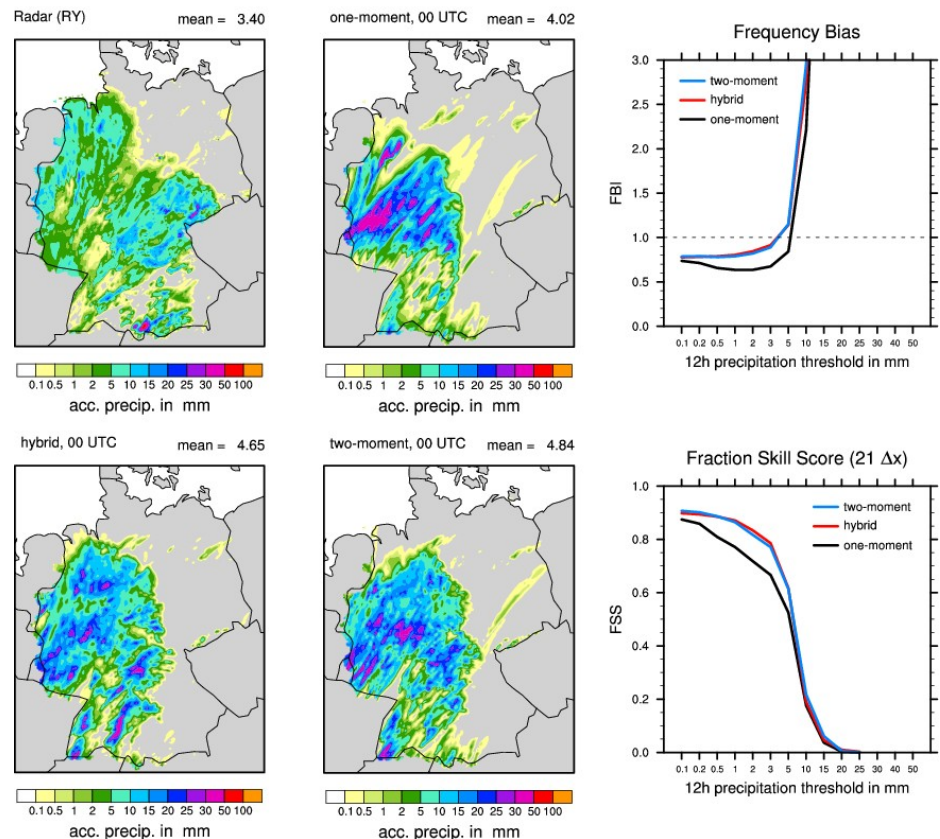 Radar (RY) mean = 3.40
0.1 0.5 1 2 5 10 15 20 25 30 50 100
acc. precip. in mm
one-moment, 00 UTC mean = 4.02
0.1 0.5 1 2 5 10 15 20 25 30 50 100
acc. precip. in mm
Frequency Bias
two-moment
hybrid
one-moment
FBI
3.0
2.5
2.0
1.5
1.0
0.5
0.0
0.1 0.2 0.5 1 2 3 5 10 15 20 25 30 40 50
12h precipitation threshold in mm
hybrid, 00 UTC mean = 4.65
0.1 0.5 1 2 5 10 15 20 25 30 50 100
acc. precip. in mm
two-moment, 00 UTC mean = 4.84
0.1 0.5 1 2 5 10 15 20 25 30 50 100
acc. precip. in mm
Fraction Skill Score (21 Δx)
two-moment
hybrid
one-moment
FSS
1.0
0.8
0.6
0.4
0.2
0.0
0.1 0.2 0.5 1 2 3 5 10 15 20 25 30 40 50
12h precipitation threshold in mm